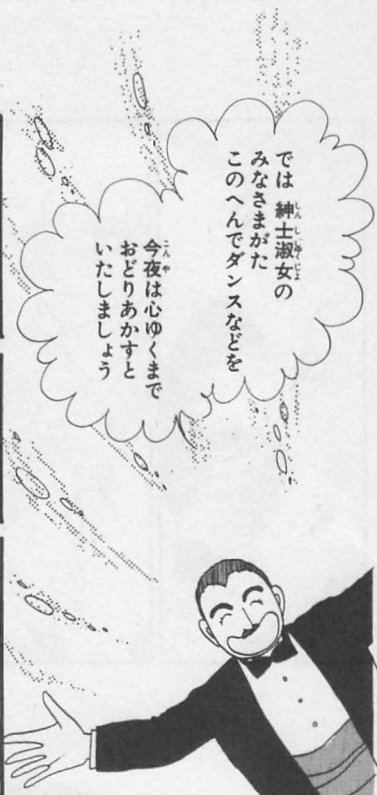 では 紳士淑女の
みなさまがた
このへんでダンスなどを
今夜は心ゆくまで
おどりあかすと
いたしましょう